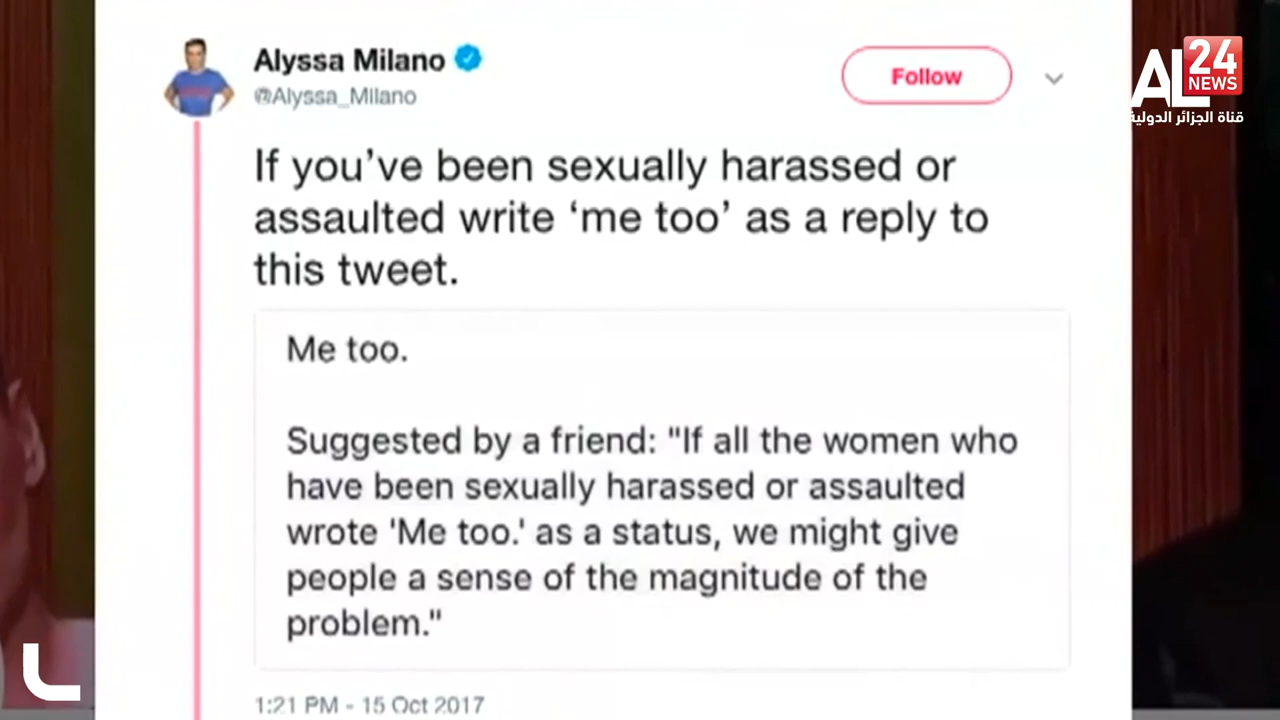 Alyssa Milano
@Alyssa_Milano
Follow
AL
24
NEWS
قناة الجزائر الدولية
If you’ve been sexually harassed or
assaulted write ‘me too’ as a reply to
this tweet.
Me too.
Suggested by a friend: "If all the women who
have been sexually harassed or assaulted
wrote 'Me too.' as a status, we might give
people a sense of the magnitude of the
problem."
1:21 PM - 15 Oct 2017